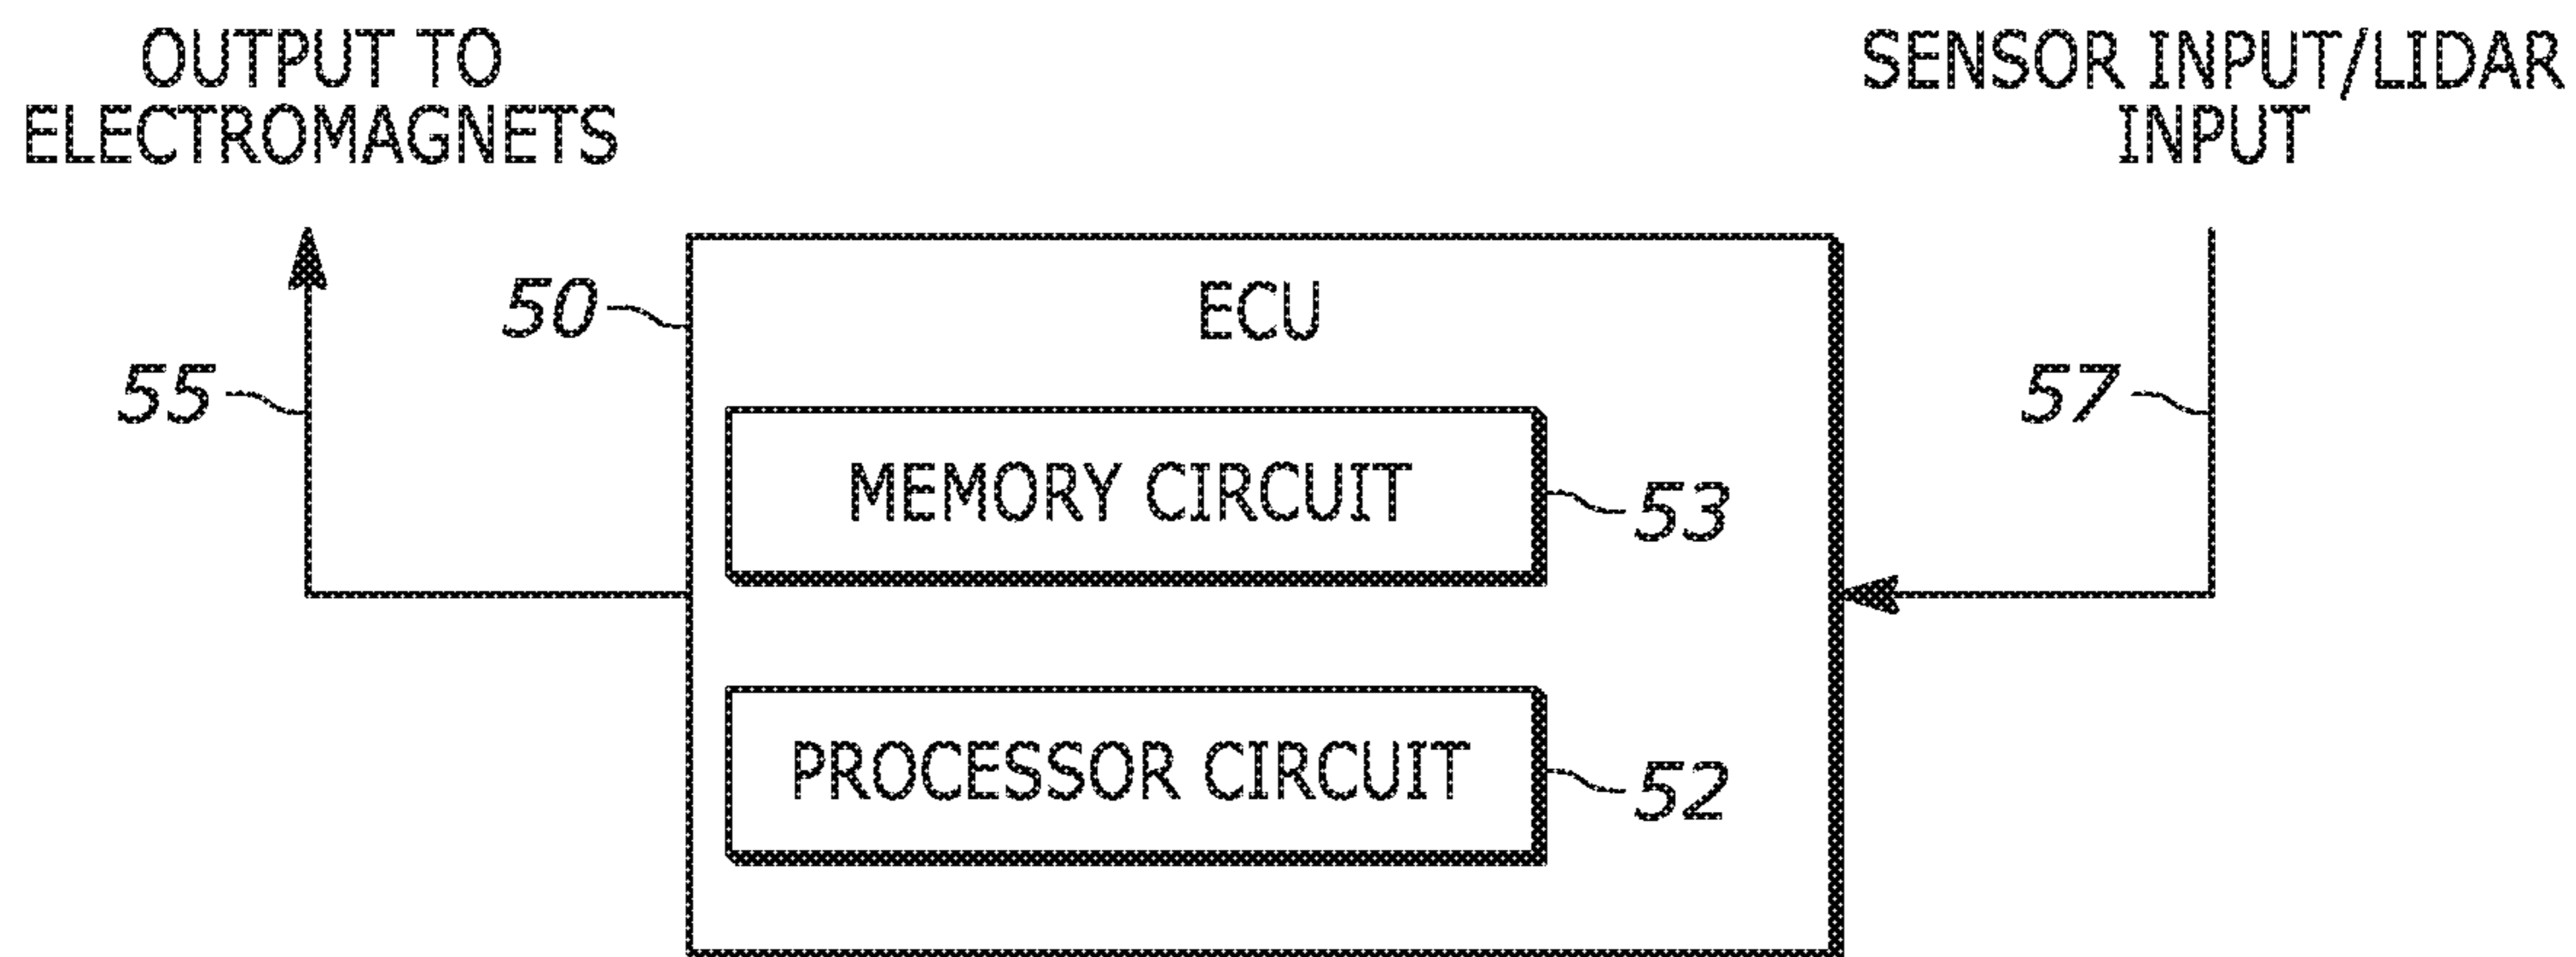 OUTPUT TO
ELECTROMAGNETS
SENSOR INPUT/LIDAR
INPUT
50
ECU
55
57
MEMORY CIRCUIT
53
PROCESSOR CIRCUIT
52